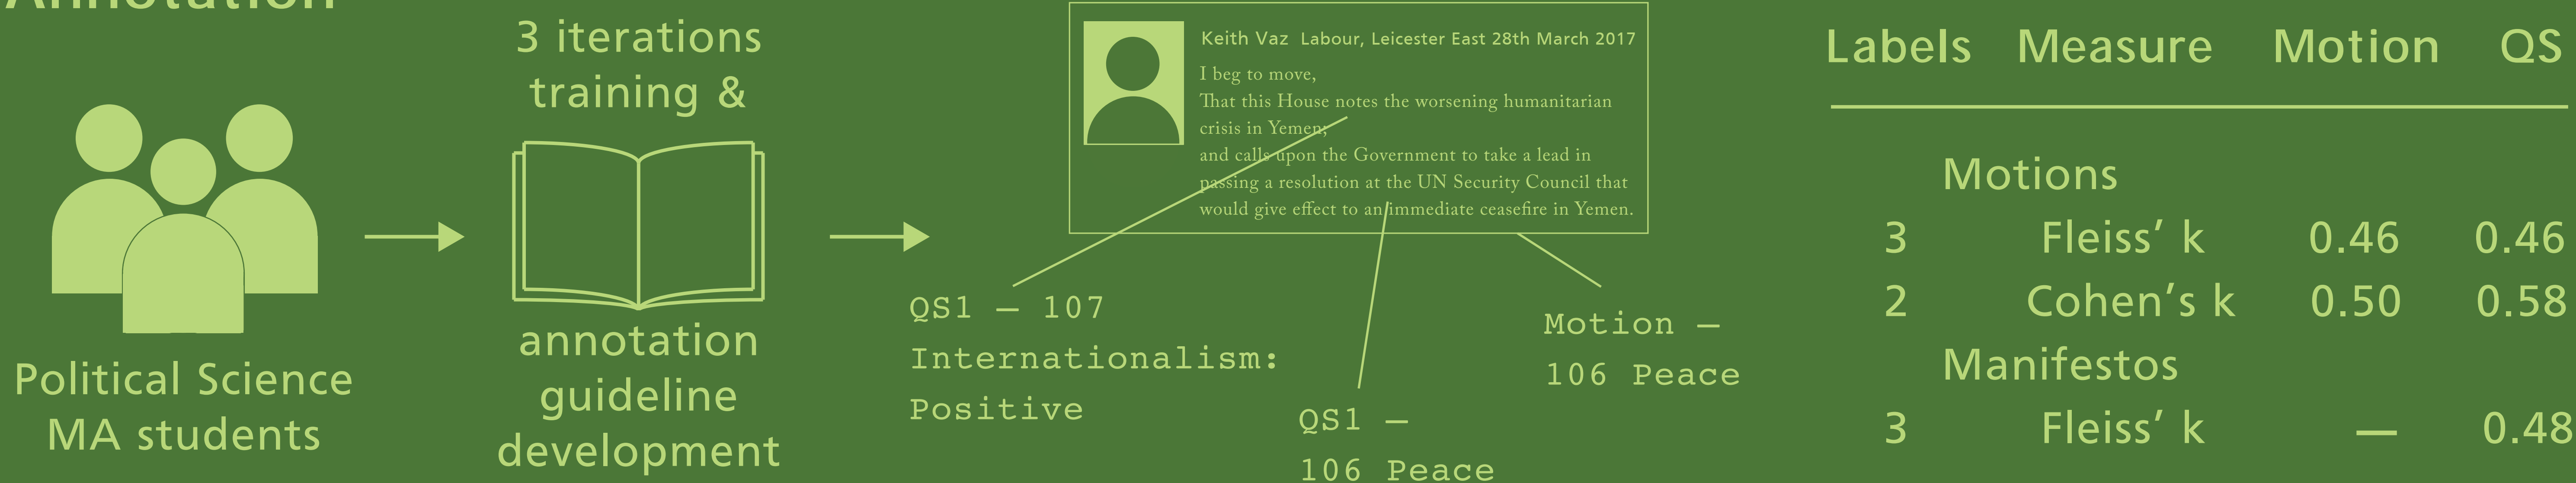 Annotation
3 iterations
training &
annotation
guideline
development
Political Science
MA students
Keith Vaz Labour, Leicester East 28th March 2017
I beg to move,
That this House notes the worsening humanitarian
crisis in Yemen;
and calls upon the Government to take a lead in
passing a resolution at the UN Security Council that
would give effect to an immediate ceasefire in Yemen.
QS1 – 107
Internationalism:
Positive
QS1 –
106 Peace
Motion –
106 Peace
Labels Measure Motion QS
Motions
3 Fleiss’ k 0.46 0.46
2 Cohen’s k 0.50 0.58
Manifestos
3 Fleiss’ k — 0.48